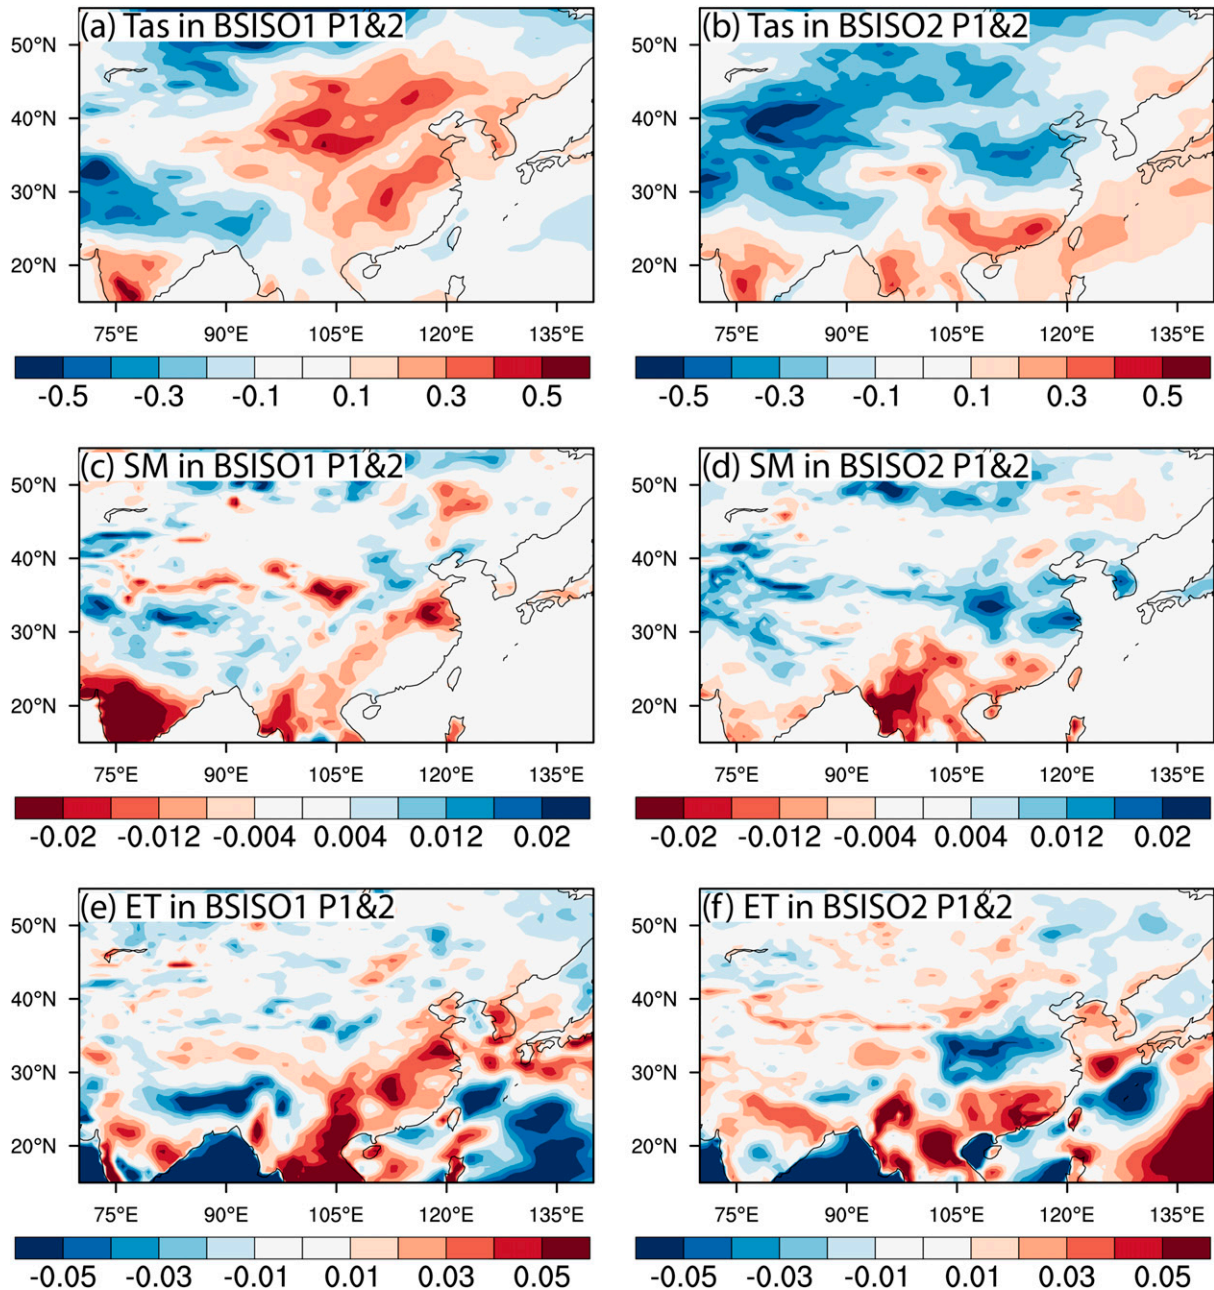 (a) Tas in BSISO1 P1&2
(b) Tas in BSISO2 P1&2
50°N
40°N
30°N
20°N
75°E 90°E 105°E 120°E 135°E
50°N
40°N
30°N
20°N
75°E 90°E 105°E 120°E 135°E
-0.5 -0.3 -0.1 0.1 0.3 0.5
-0.5 -0.3 -0.1 0.1 0.3 0.5
(c) SM in BSISO1 P1&2
(d) SM in BSISO2 P1&2
50°N
40°N
30°N
20°N
75°E 90°E 105°E 120°E 135°E
50°N
40°N
30°N
20°N
75°E 90°E 105°E 120°E 135°E
-0.02 -0.012 -0.004 0.004 0.012 0.02
-0.02 -0.012 -0.004 0.004 0.012 0.02
(e) ET in BSISO1 P1&2
(f) ET in BSISO2 P1&2
50°N
40°N
30°N
20°N
75°E 90°E 105°E 120°E 135°E
50°N
40°N
30°N
20°N
75°E 90°E 105°E 120°E 135°E
-0.05 -0.03 -0.01 0.01 0.03 0.05
-0.05 -0.03 -0.01 0.01 0.03 0.05